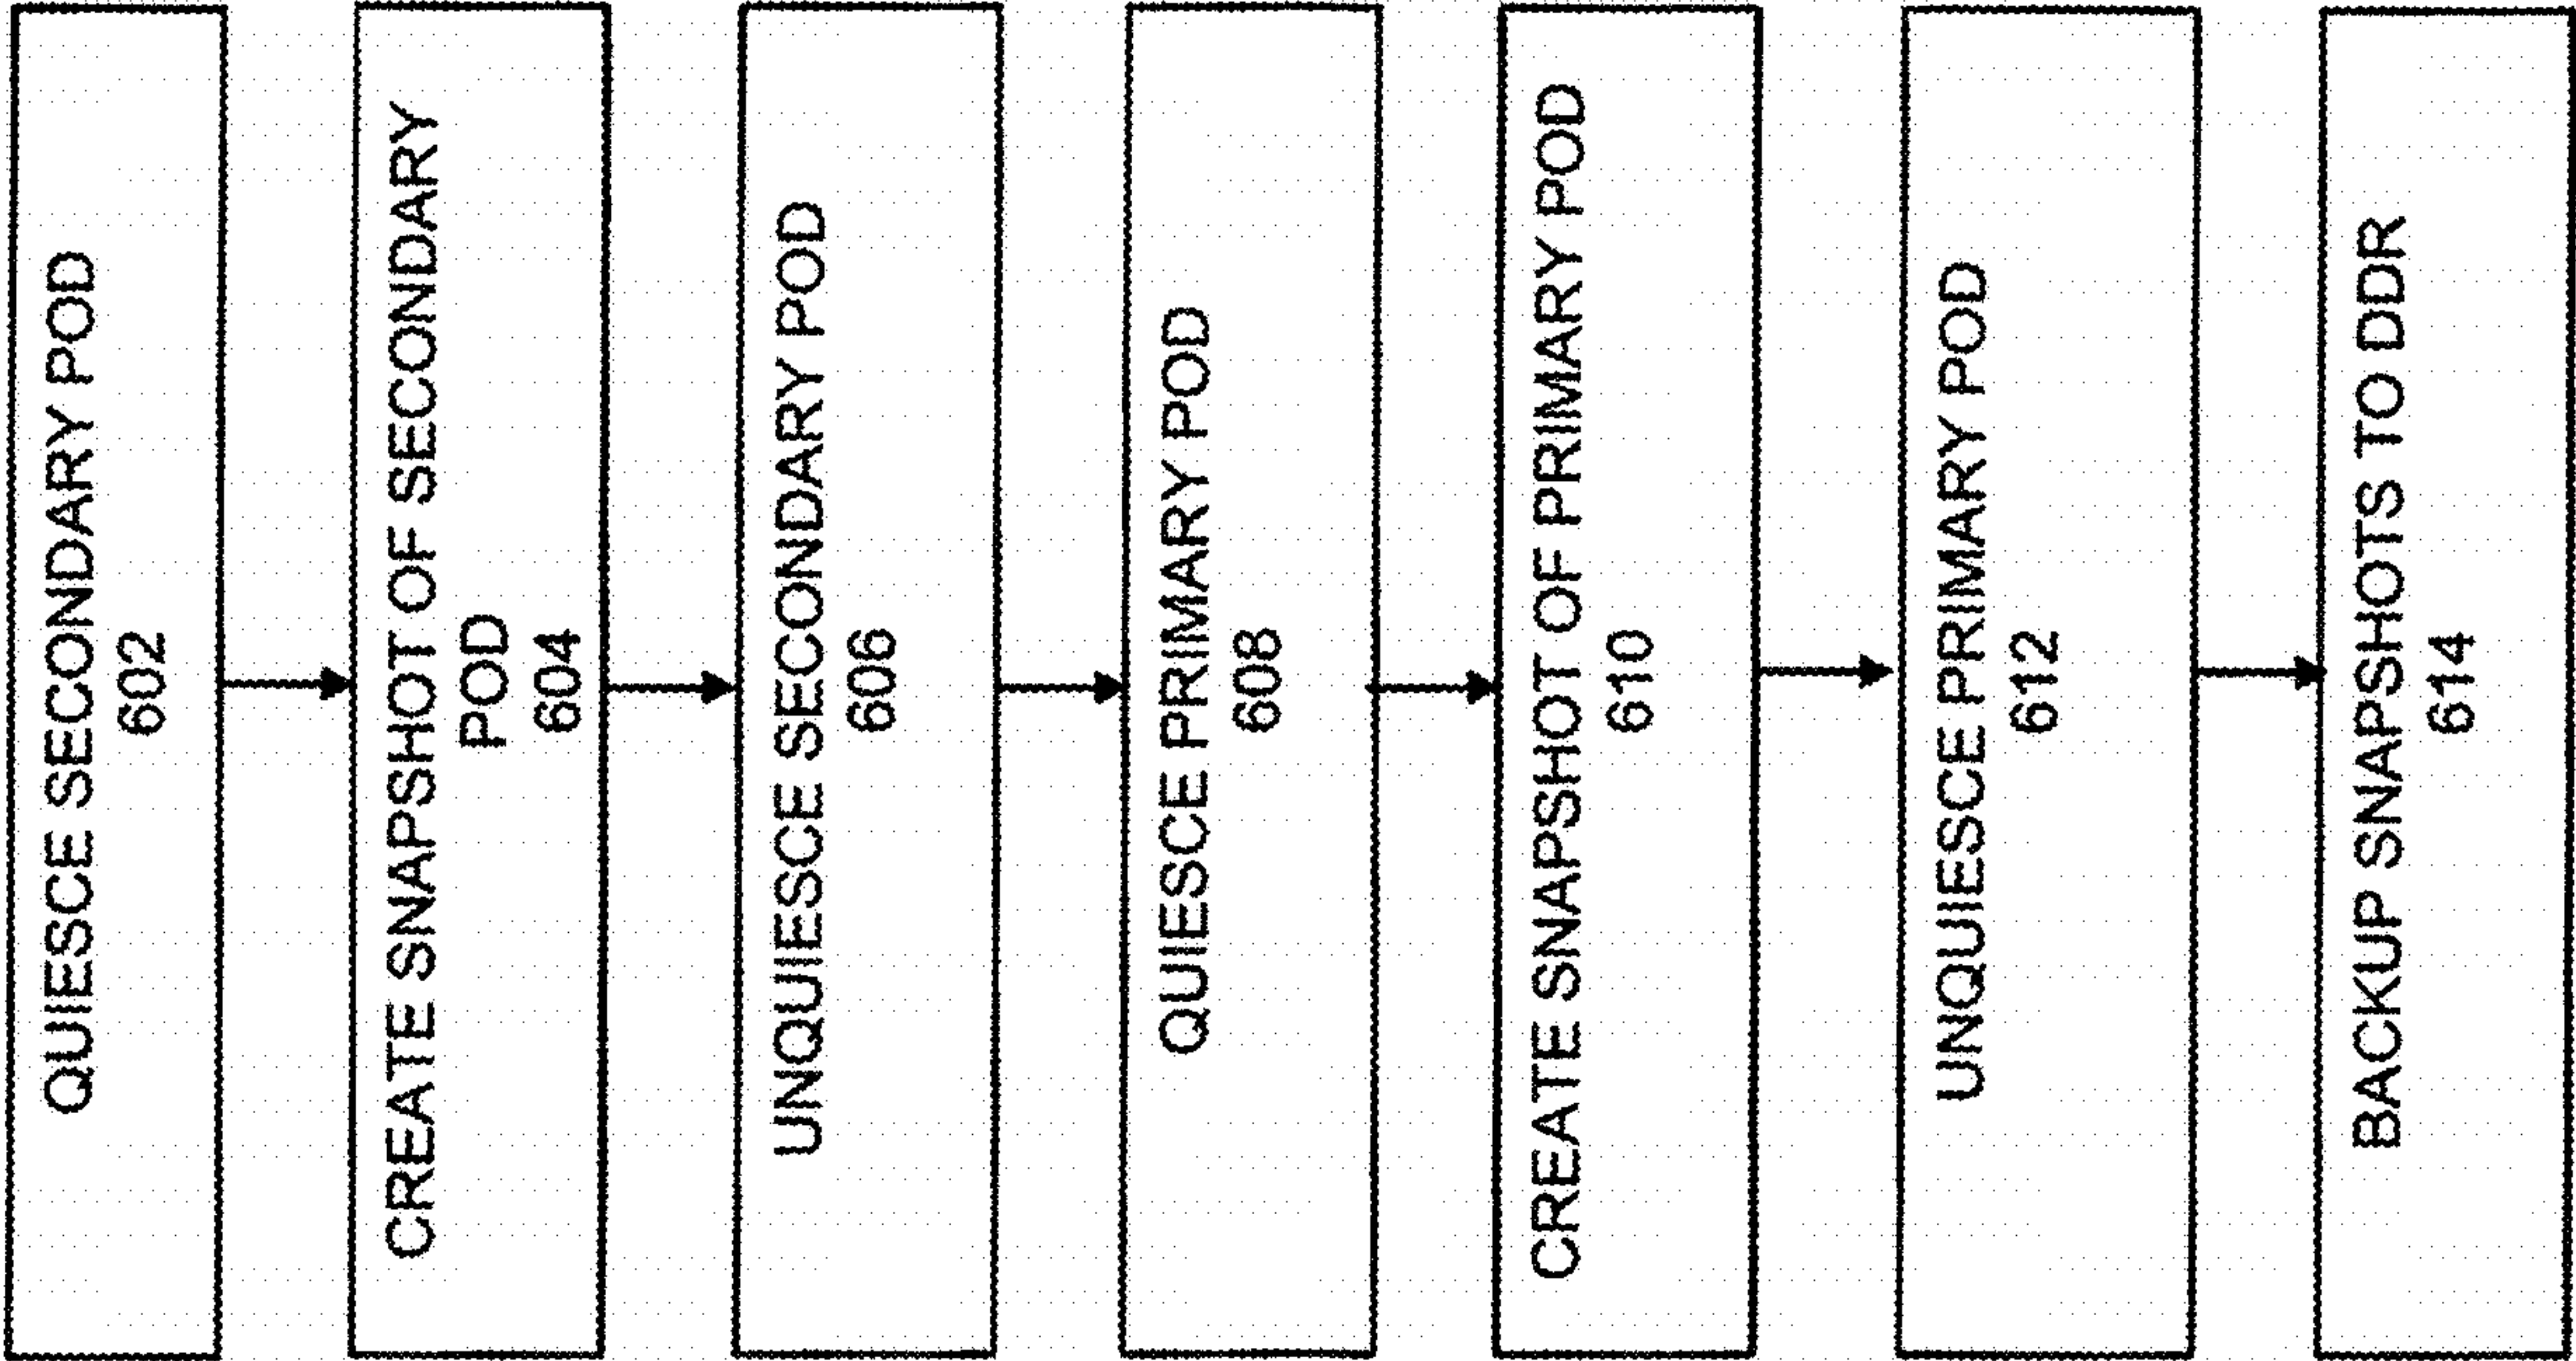 QUIESCE SECONDARY POD
602
CREATE SNAPSHOT OF SECONDARY
POD
604
UNQUIESCE SECONDARY POD
606
QUIESCE PRIMARY POD
608
CREATE SNAPSHOT OF PRIMARY POD
610
UNQUIESCE PRIMARY POD
612
BACKUP SNAPSHOTS TO DDR
614